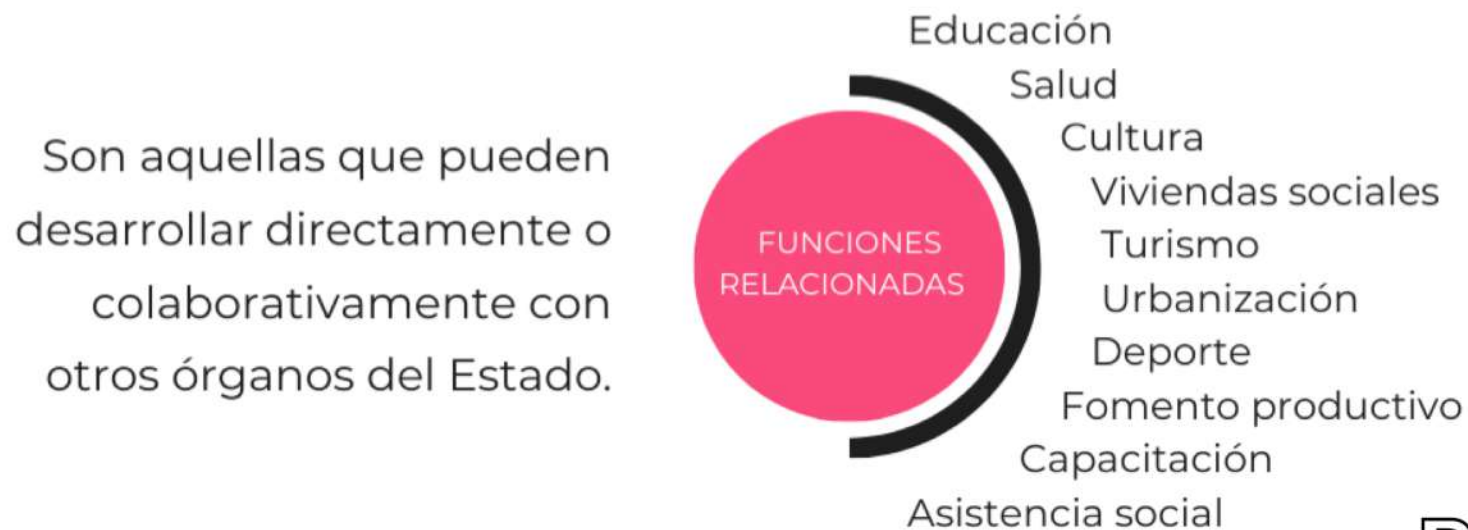 Son aquellas que pueden
desarrollar directamente o
colaborativamente con
otros órganos del Estado.
FUNCIONES
RELACIONADAS
Educación
Salud
Cultura
Viviendas sociales
Turismo
Urbanización
Deporte
Fomento productivo
Capacitación
Asistencia social